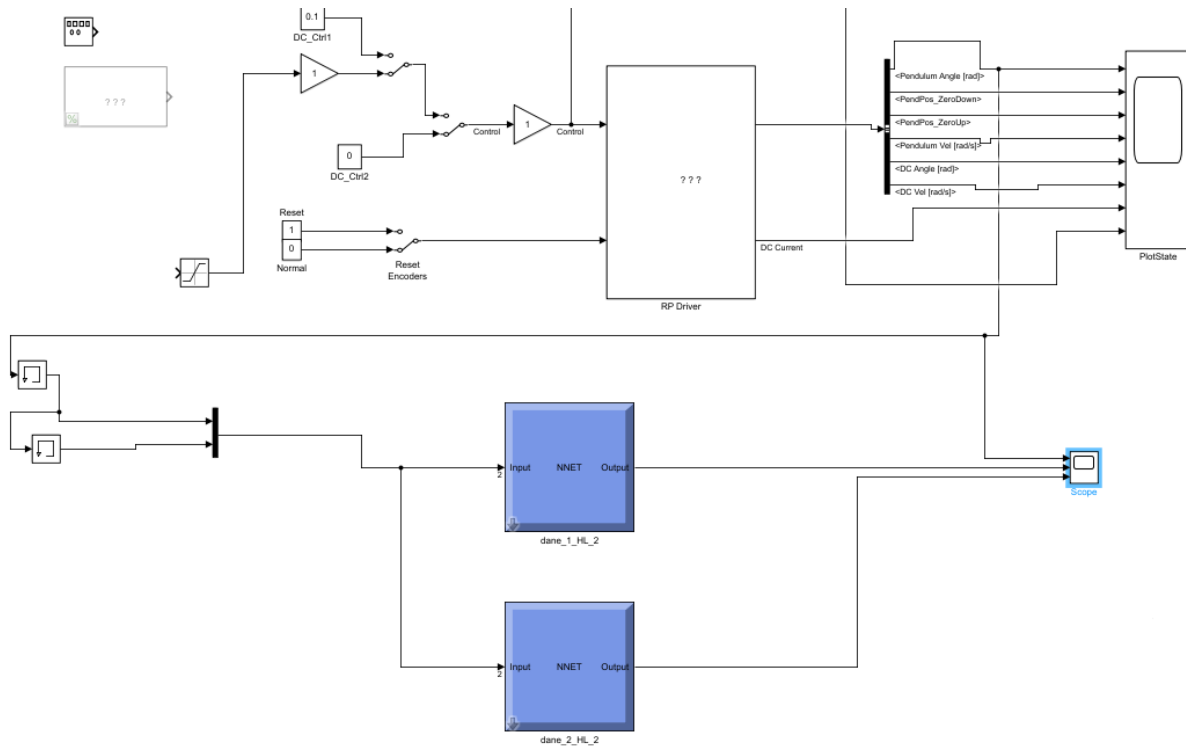 0.1
DC_Ctrl1
1
? ? ?
0
DC_Ctrl2
Control
1
Control
? ? ?
RP Driver
Reset
1
0
Normal
Reset
Encoders
DC Current
<Pendulum Angle [rad]>
<PendPos_ZeroDown>
<PendPos_ZeroUp>
<Pendulum Vel [rad/s]>
<DC Angle [rad]>
<DC Vel [rad/s]>
PlotState
Input NNET Output
2
dane_1_HL_2
Scope
Input NNET Output
2
dane_2_HL_2